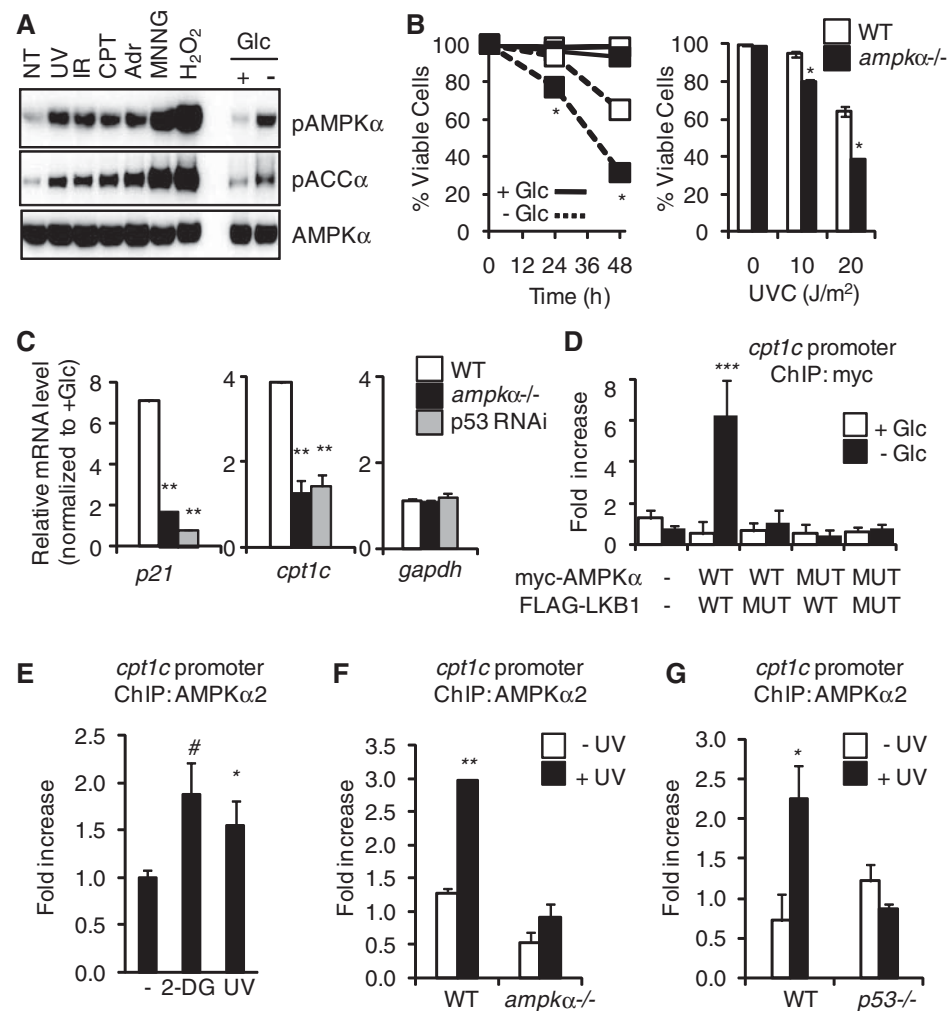 A
NT UV IR CPT Adr MNNG H₂O₂ Glc
+ -
pAMPKα
pACCα
AMPKα
B
WT
ampkα-/-
% Viable Cells
100
80
60
40
20
0
*
*
+ Glc
- Glc
0 12 24 36 48
Time (h)
% Viable Cells
100
80
60
40
20
0
*
*
0 10 20
UVC (J/m²)
C
WT
ampkα-/-
p53 RNAi
Relative mRNA level
(normalized to +Glc)
8
6
4
2
0
**
**
p21
4
2
0
** **
cpt1c
4
2
0
gapdh
D
cpt1c promoter
ChIP: myc
+ Glc
- Glc
Fold increase
8
6
4
2
0
***
myc-AMPKα - WT WT MUT MUT
FLAG-LKB1 - WT MUT WT MUT
E
cpt1c promoter
ChIP: AMPKα2
Fold increase
2.5
2.0
1.5
1.0
0.5
0.0
#
*
- 2-DG UV
F
cpt1c promoter
ChIP: AMPKα2
- UV
+ UV
Fold increase
3.5
3.0
2.5
2.0
1.5
1.0
0.5
0.0
**
WT ampkα-/-
G
cpt1c promoter
ChIP: AMPKα2
- UV
+ UV
Fold increase
3.0
2.5
2.0
1.5
1.0
0.5
0.0
*
WT p53-/-